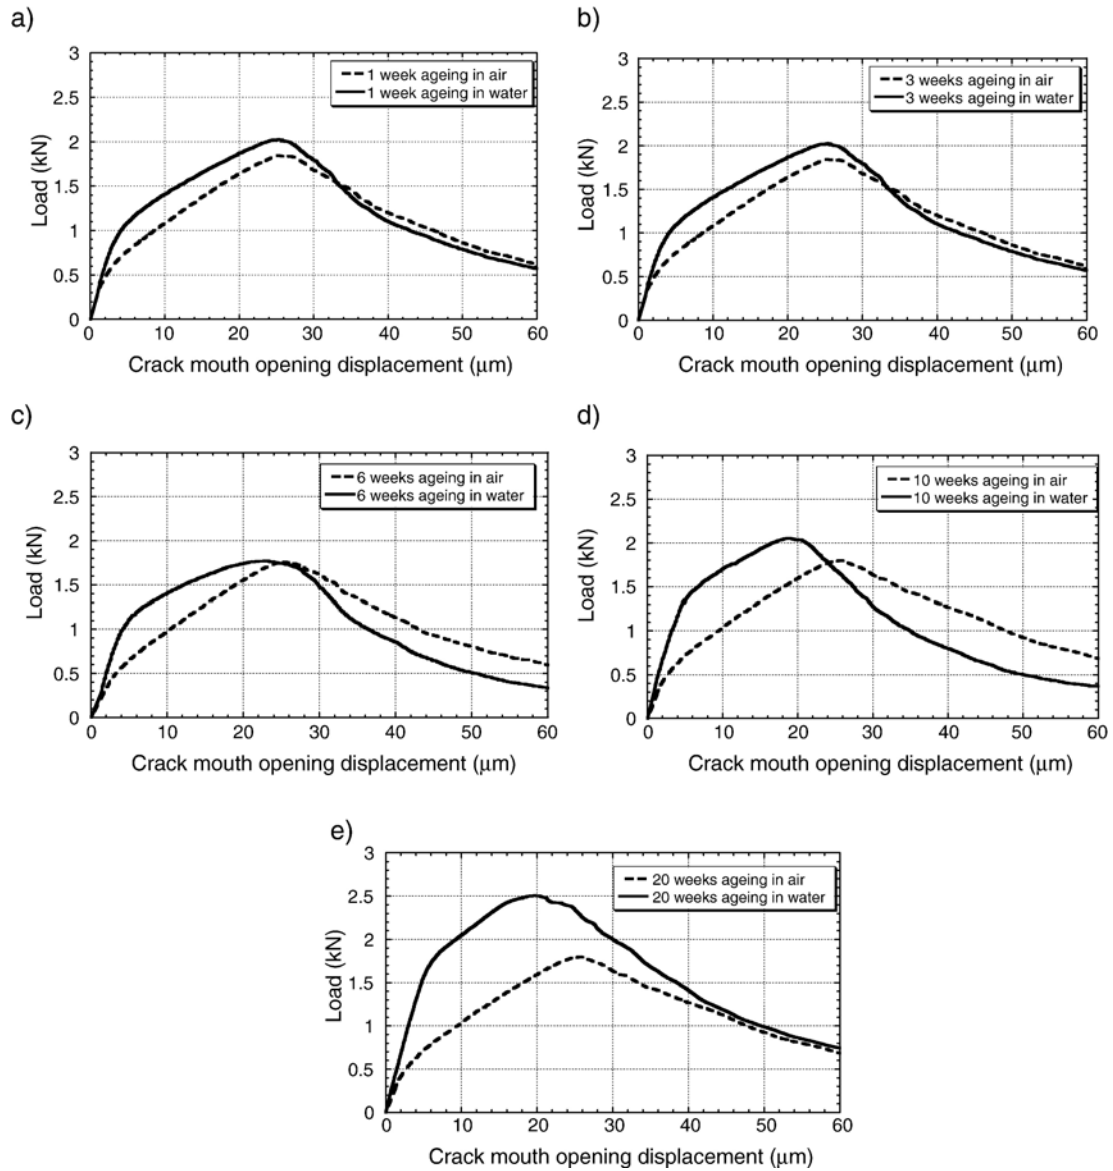 a)
3
2.5
2
1.5
1
0.5
0
Load (kN)
1 week ageing in air
1 week ageing in water
0 10 20 30 40 50 60
Crack mouth opening displacement (μm)
b)
3
2.5
2
1.5
1
0.5
0
Load (kN)
3 weeks ageing in air
3 weeks ageing in water
0 10 20 30 40 50 60
Crack mouth opening displacement (μm)
c)
3
2.5
2
1.5
1
0.5
0
Load (kN)
6 weeks ageing in air
6 weeks ageing in water
0 10 20 30 40 50 60
Crack mouth opening displacement (μm)
d)
3
2.5
2
1.5
1
0.5
0
Load (kN)
10 weeks ageing in air
10 weeks ageing in water
0 10 20 30 40 50 60
Crack mouth opening displacement (μm)
e)
3
2.5
2
1.5
1
0.5
0
Load (kN)
20 weeks ageing in air
20 weeks ageing in water
0 10 20 30 40 50 60
Crack mouth opening displacement (μm)